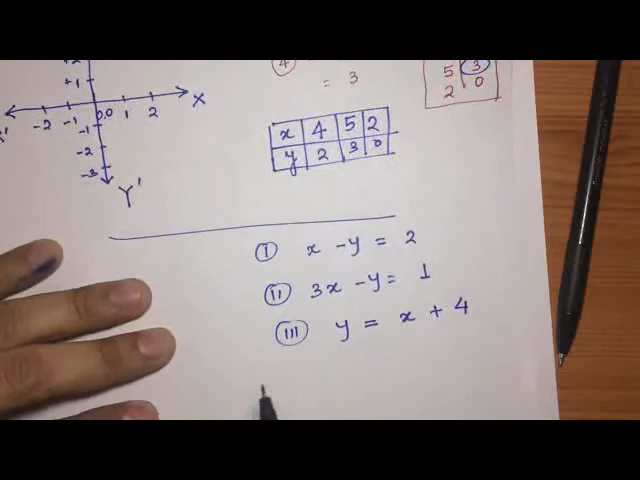 +1
X
-2 -1 0,0 1 2
-1
-2
-3
Y'
4
= 3
5 3
2 0
x 4 5 2
y 2 3 0
(i) x - y = 2
(ii) 3x - y = 1
(iii) y = x + 4